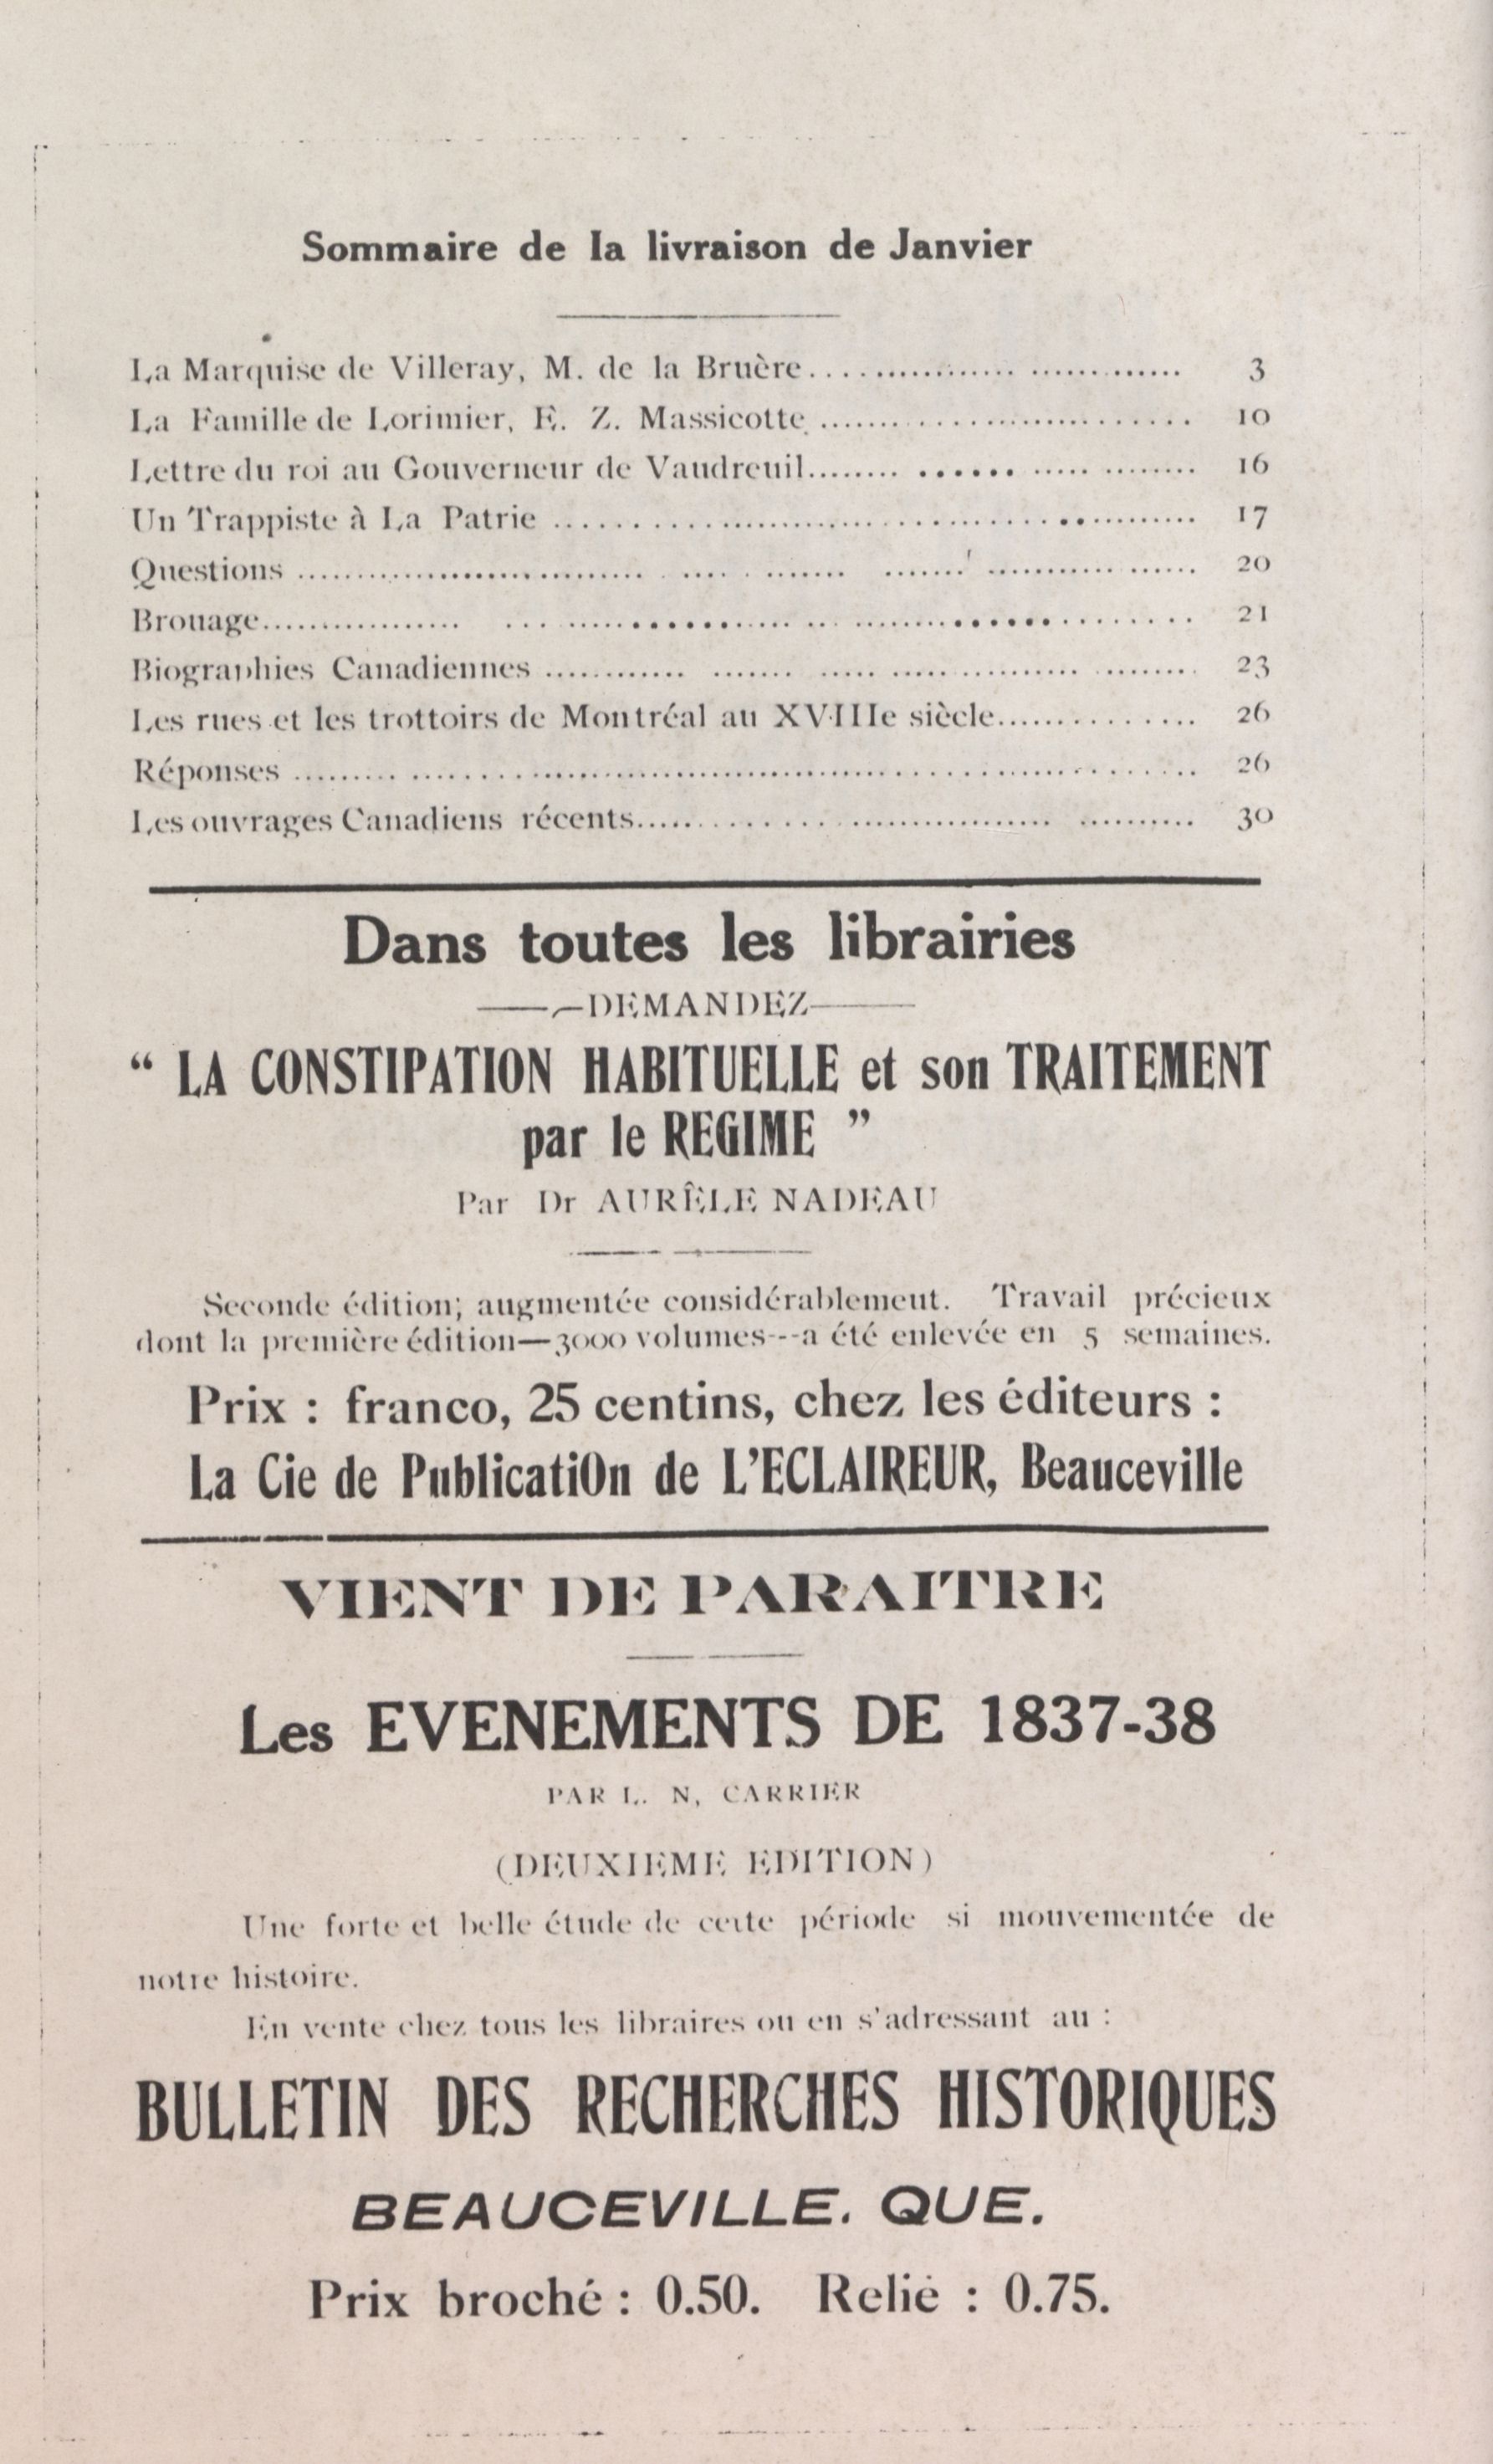 Sommaire de la livraison de Janvier
La Marquise de Villeray, M. de la Bruère........................ 3
La Famille de Lorimier, E. Z. Massicotte........................ 10
Lettre du roi au Gouverneur de Vaudreuil........................ 16
Un Trappiste à La Patrie ........................ 17
Questions ........................ 20
Brouage........................ 21
Biographies Canadiennes ........................ 23
Les rues et les trottoirs de Montréal au XVIIIe siècle............... 26
Réponses ........................ 26
Les ouvrages Canadiens récents........................ 30
Dans toutes les librairies
——DEMANDEZ——
“ LA CONSTIPATION HABITUELLE et son TRAITEMENT
par le REGIME ”
Par Dr AURÊLE NADEAU
Seconde édition; augmentée considérablement. Travail précieux
dont la première édition—3000 volumes---a été enlevée en 5 semaines.
Prix : franco, 25 centins, chez les éditeurs :
La Cie de PublicatiOn de L'ECLAIREUR, Beauceville
VIENT DE PARAITRE
Les EVENEMENTS DE 1837-38
PAR L. N, CARRIER
(DEUXIEME EDITION)
Une forte et belle étude de cette période si mouvementée de
notre histoire.
En vente chez tous les libraires ou en s'adressant au :
BULLETIN DES RECHERCHES HISTORIQUES
BEAUCEVILLE. QUE.
Prix broché : 0.50. Relié : 0.75.